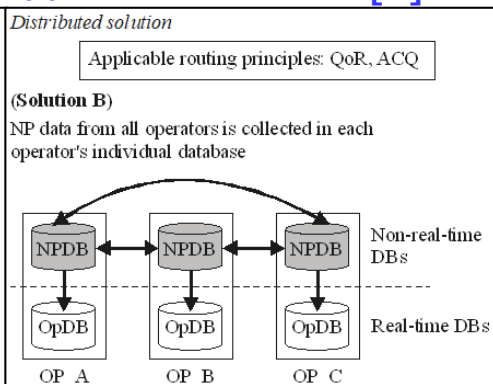 Distributed solution
Applicable routing principles: QoR, ACQ
(Solution B)
NP data from all operators is collected in each
operator's individual database
NPDB NPDB NPDB
Non-real-time
DBs
OpDB OpDB OpDB
Real-time DBs
OP A OP B OP C